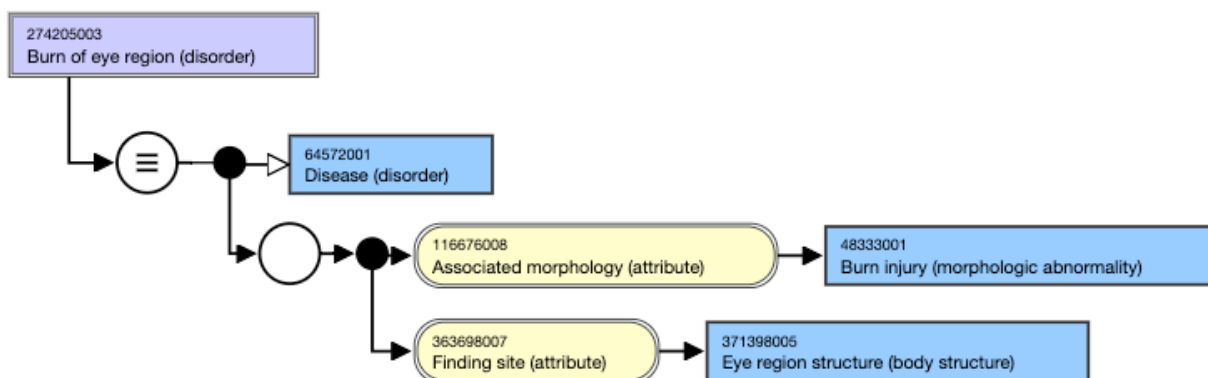 274205003
Burn of eye region (disorder)
64572001
Disease (disorder)
116676008
Associated morphology (attribute)
48333001
Burn injury (morphologic abnormality)
363698007
Finding site (attribute)
371398005
Eye region structure (body structure)